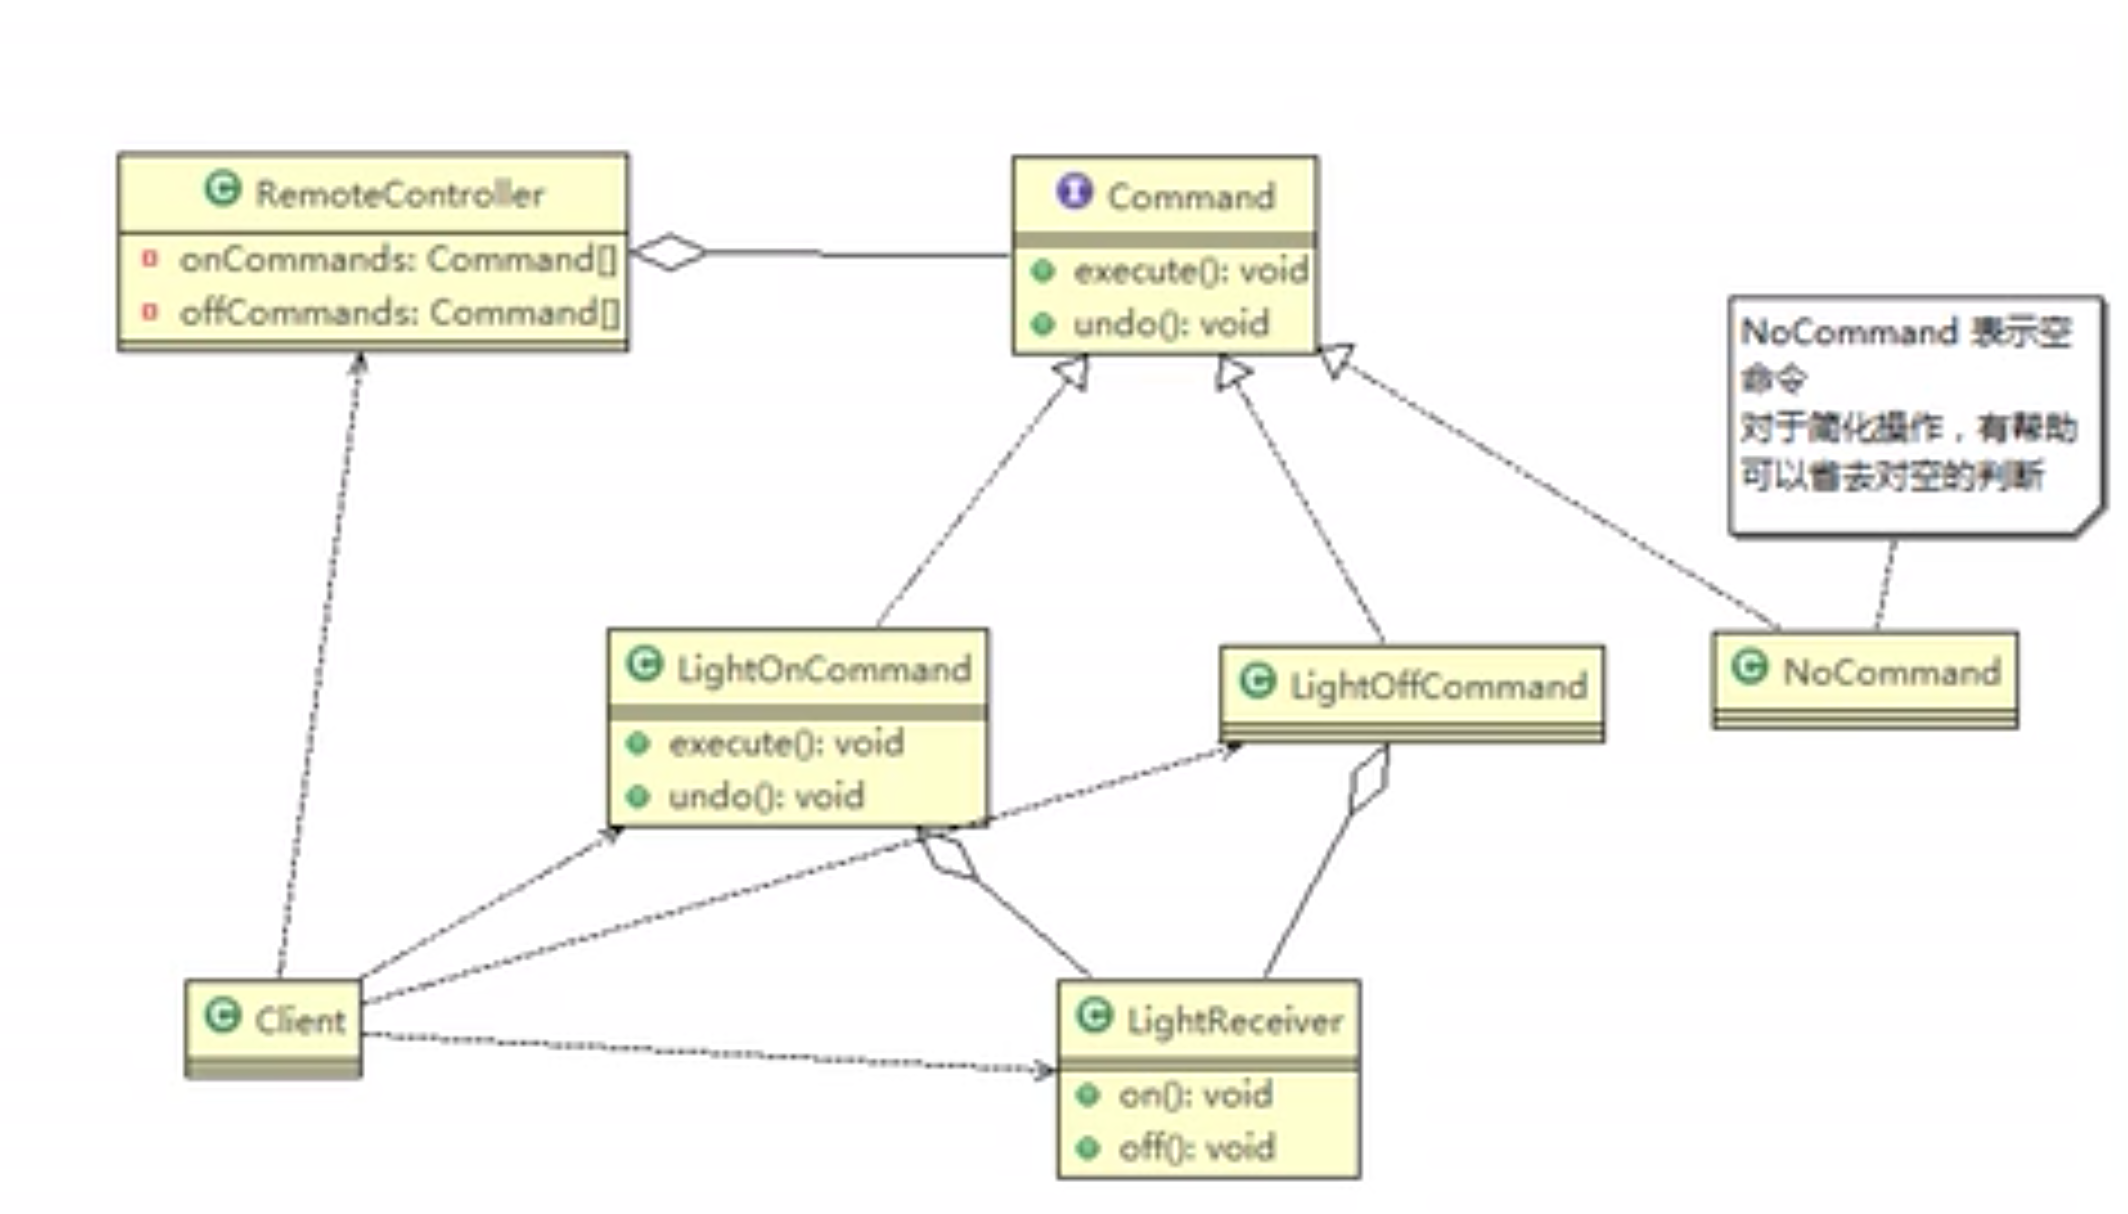 RemoteController
onCommands: Command[]
offCommands: Command[]
Command
execute(): void
undo(): void
NoCommand 表示空
命令
对于简化操作，有帮助
可以省去对空的判断
LightOnCommand
execute(): void
undo(): void
LightOffCommand
NoCommand
Client
LightReceiver
on(): void
off(): void